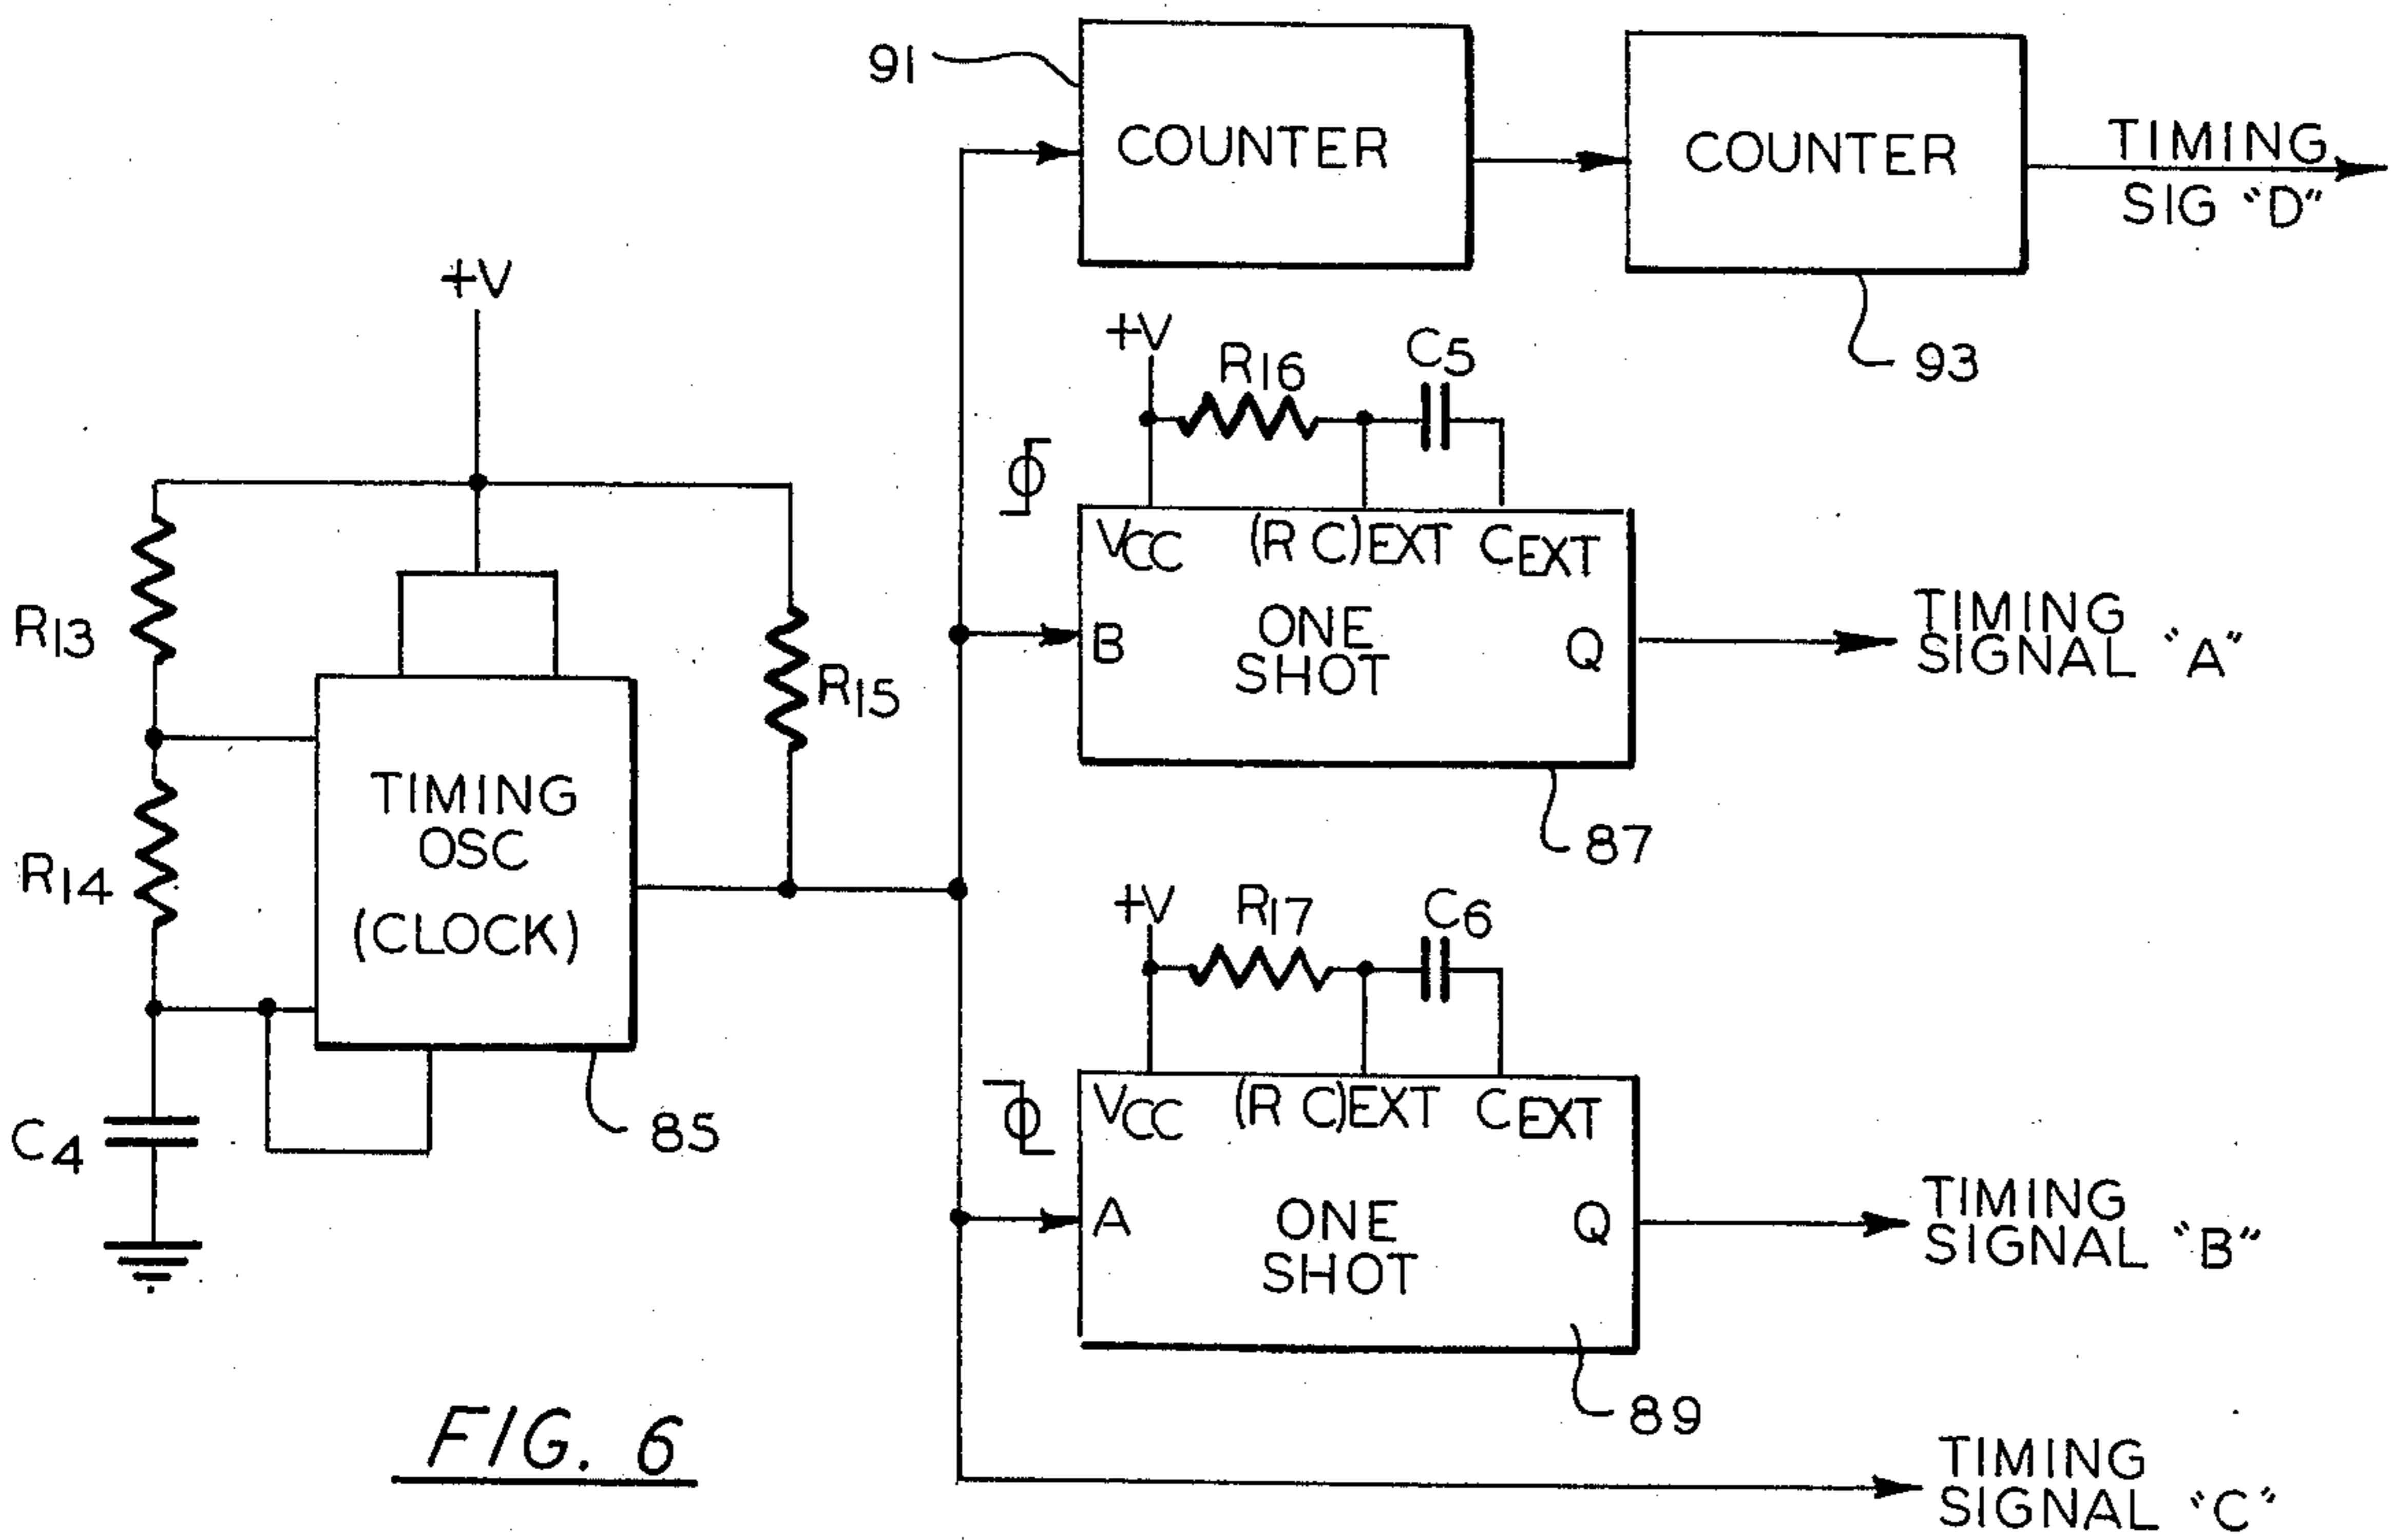 91
COUNTER
COUNTER
TIMING
SIG "D"
93
+V
+V
R16
C5
VCC
(RC)EXT
CEXT
B
ONE
SHOT
Q
TIMING
SIGNAL "A"
87
R13
R15
TIMING
OSC
(CLOCK)
R14
85
C4
+V
R17
C6
VCC
(RC)EXT
CEXT
A
ONE
SHOT
Q
TIMING
SIGNAL "B"
89
TIMING
SIGNAL "C"
FIG. 6